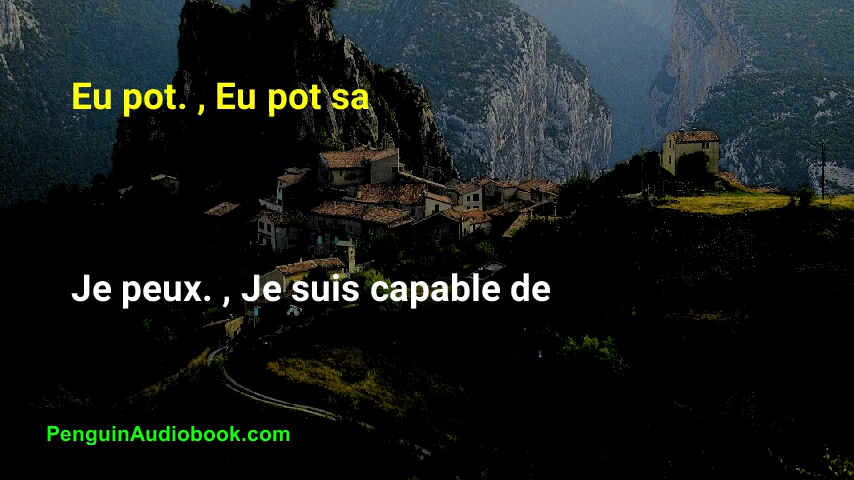 Eu pot. , Eu pot sa
Je peux. , Je suis capable de
PenguinAudiobook.com